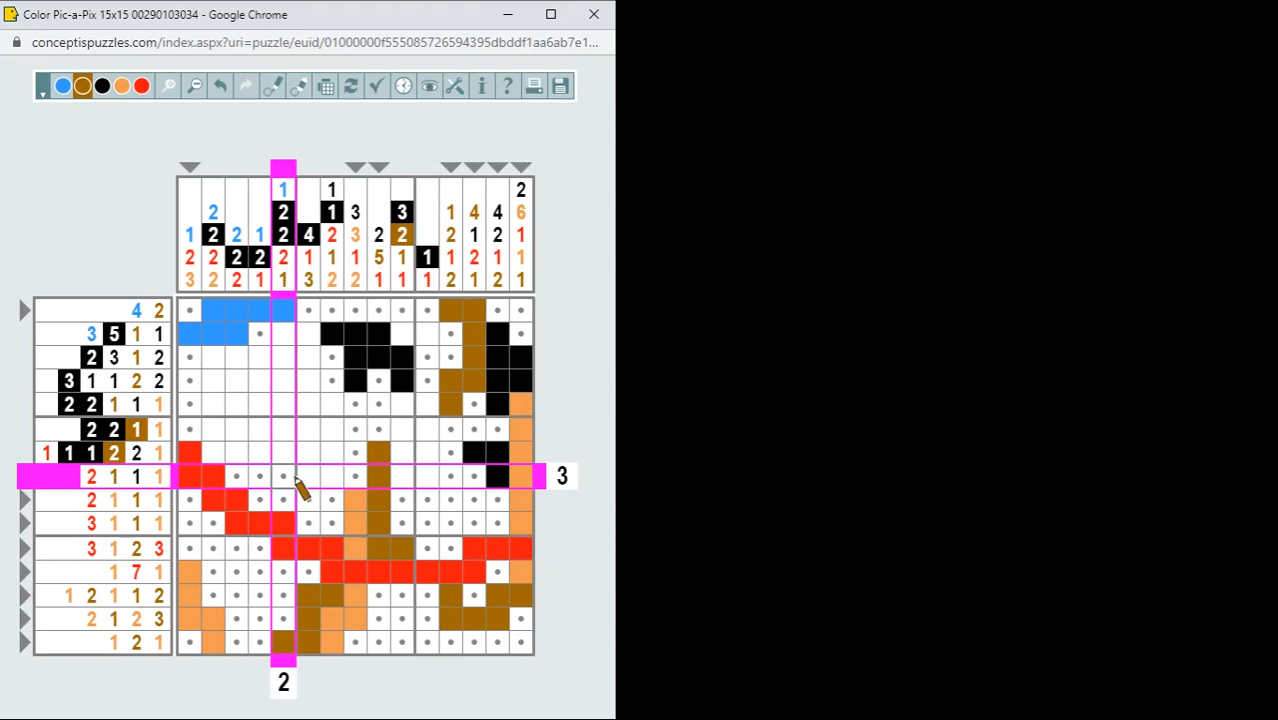 Color Pic-a-Pix 15x15 00290103034 - Google Chrome
conceptispuzzles.com/index.aspx?uri=puzzle/euid/01000000f555085726594395dbddf1aa6ab7e1...
1 1 2
2 2 1 3 3 1 4 4 6
1 2 2 1 2 4 2 3 2 2 2 1 2 1
2 2 2 2 2 1 1 1 5 1 1 1 2 1 1
3 2 2 1 1 3 2 2 1 1 1 2 1 2 1
4 2
3 5 1 1
2 3 1 2
3 1 1 2 2
2 2 1 1 1
2 2 1 1
1 1 1 2 2 1
2 1 1 1 3
2 1 1 1
3 1 1 1
3 1 2 3
1 7 1
1 2 1 1 2
2 1 2 3
1 2 1
2